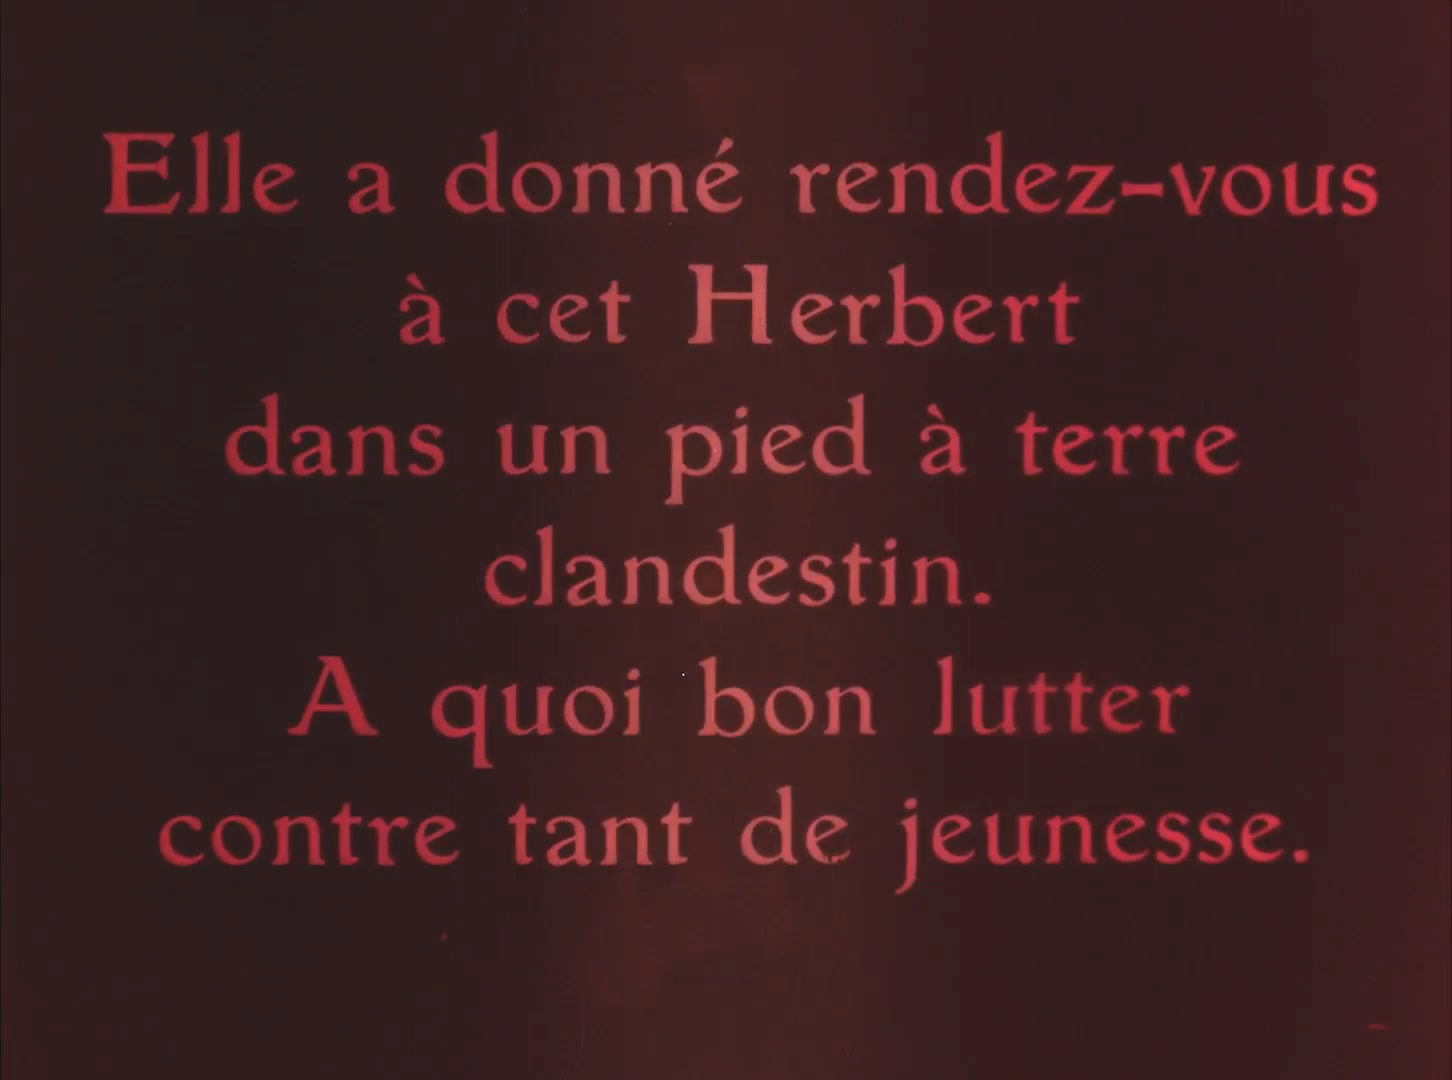 Elle a donné rendez-vous
à cet Herbert
dans un pied à terre
clandestin.
A quoi bon lutter
contre tant de jeunesse.